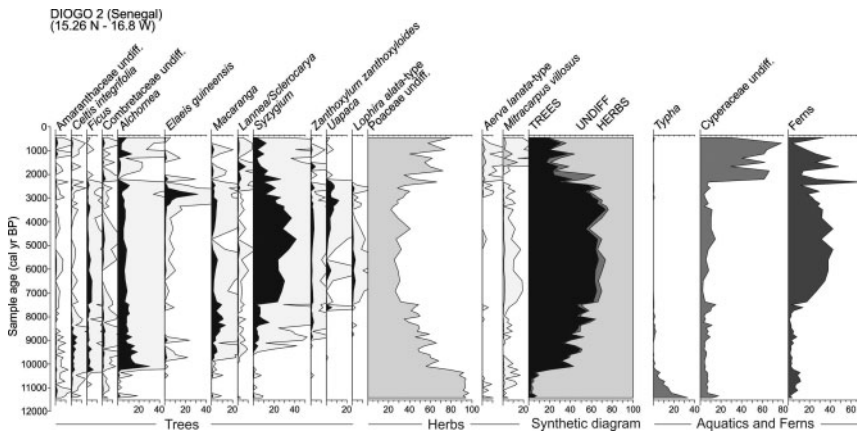 DIOGO 2 (Senegal)
(15.26 N - 16.8 W)
Amaranthaceae undiff.
Celtis integrifolia
Ficus
Combretaceae undiff.
Alchornea
Elaeis guineensis
Macaranga
Lannea/Sclerocarya
Syzygium
Zanthoxylum zanthoxyloides
Uapaca
Lophira alata-type
Poaceae undiff.
Aerva lanata-type
Mitracarpus villosus
TREES
UNDIFF
HERBS
Typha
Cyperaceae undiff.
Ferns
Sample age (cal yr BP)
0
1000
2000
3000
4000
5000
6000
7000
8000
9000
10000
11000
12000
20 40
20 40
20
20 40
20
20 40 60 80 100
20
20 40 60 80 100
20 40
20 40 60 80
20 40 60
Trees
Herbs
Synthetic diagram
Aquatics and Ferns